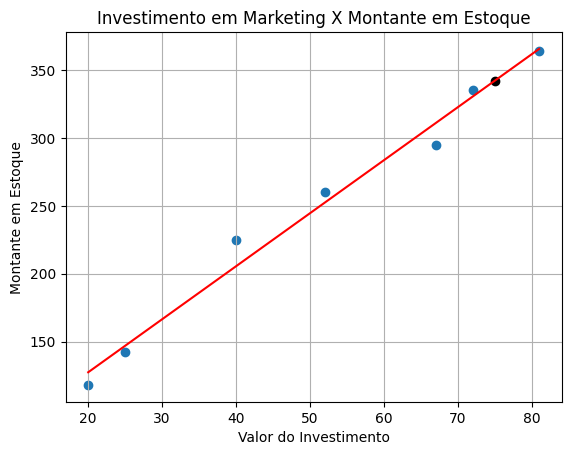 Investimento em Marketing X Montante em Estoque
350
300
250
200
150
Montante em Estoque
20 30 40 50 60 70 80
Valor do Investimento